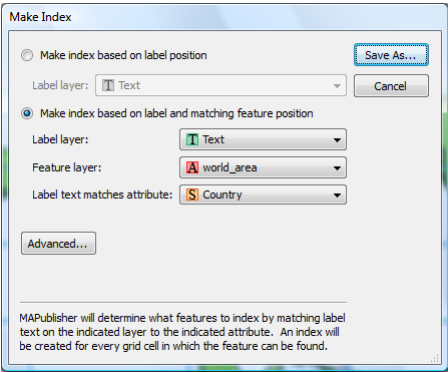 Make Index
Make index based on label position
Save As...
Label layer:
T Text
Cancel
Make index based on label and matching feature position
Label layer:
T Text
Feature layer:
A world_area
Label text matches attribute:
S Country
Advanced...
MAPublisher will determine what features to index by matching label
text on the indicated layer to the indicated attribute. An index will
be created for every grid cell in which the feature can be found.